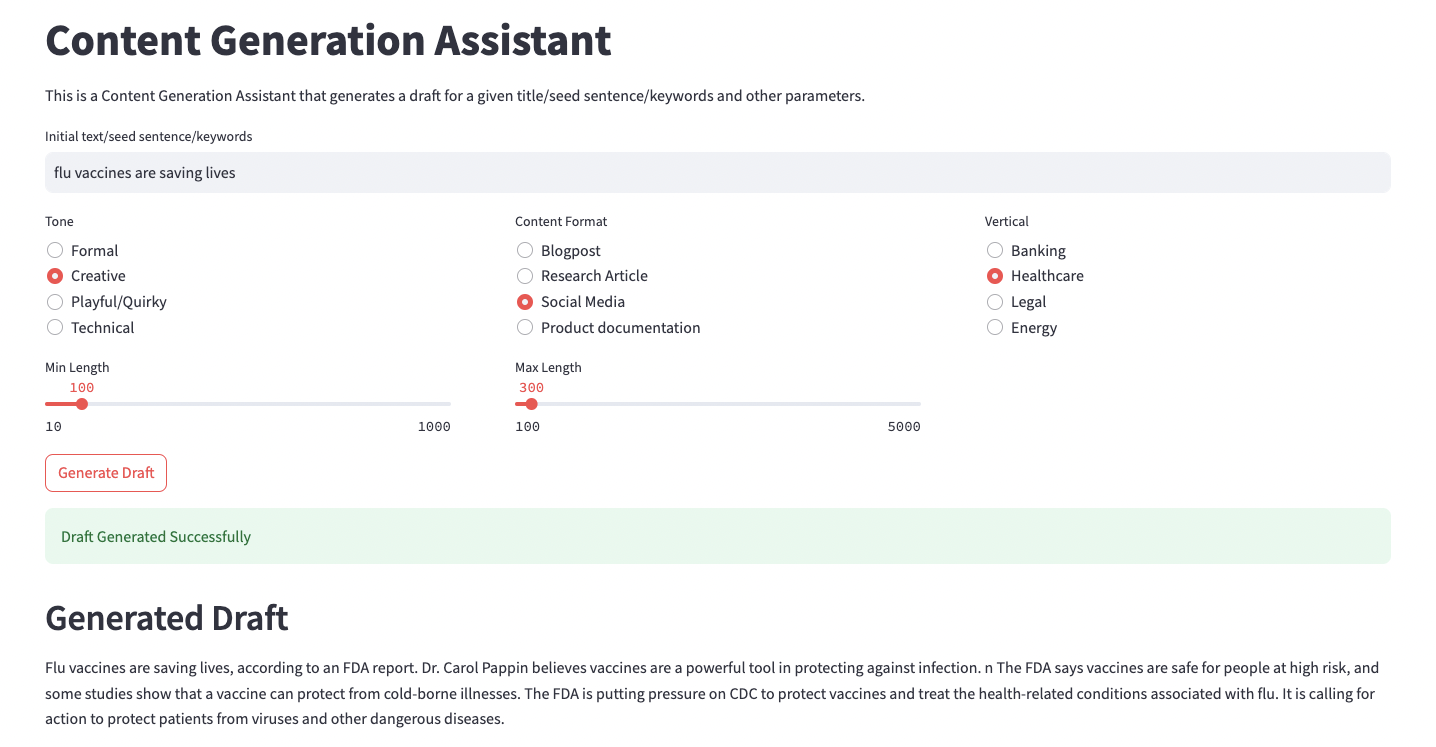 Content Generation Assistant
This is a Content Generation Assistant that generates a draft for a given title/seed sentence/keywords and other parameters.
Initial text/seed sentence/keywords
flu vaccines are saving lives
Tone
Formal
Creative
Playful/Quirky
Technical
Content Format
Blogpost
Research Article
Social Media
Product documentation
Vertical
Banking
Healthcare
Legal
Energy
Min Length
100
10 1000
Max Length
300
100 5000
Generate Draft
Draft Generated Successfully
Generated Draft
Flu vaccines are saving lives, according to an FDA report. Dr. Carol Pappin believes vaccines are a powerful tool in protecting against infection. n The FDA says vaccines are safe for people at high risk, and
some studies show that a vaccine can protect from cold-borne illnesses. The FDA is putting pressure on CDC to protect vaccines and treat the health-related conditions associated with flu. It is calling for
action to protect patients from viruses and other dangerous diseases.